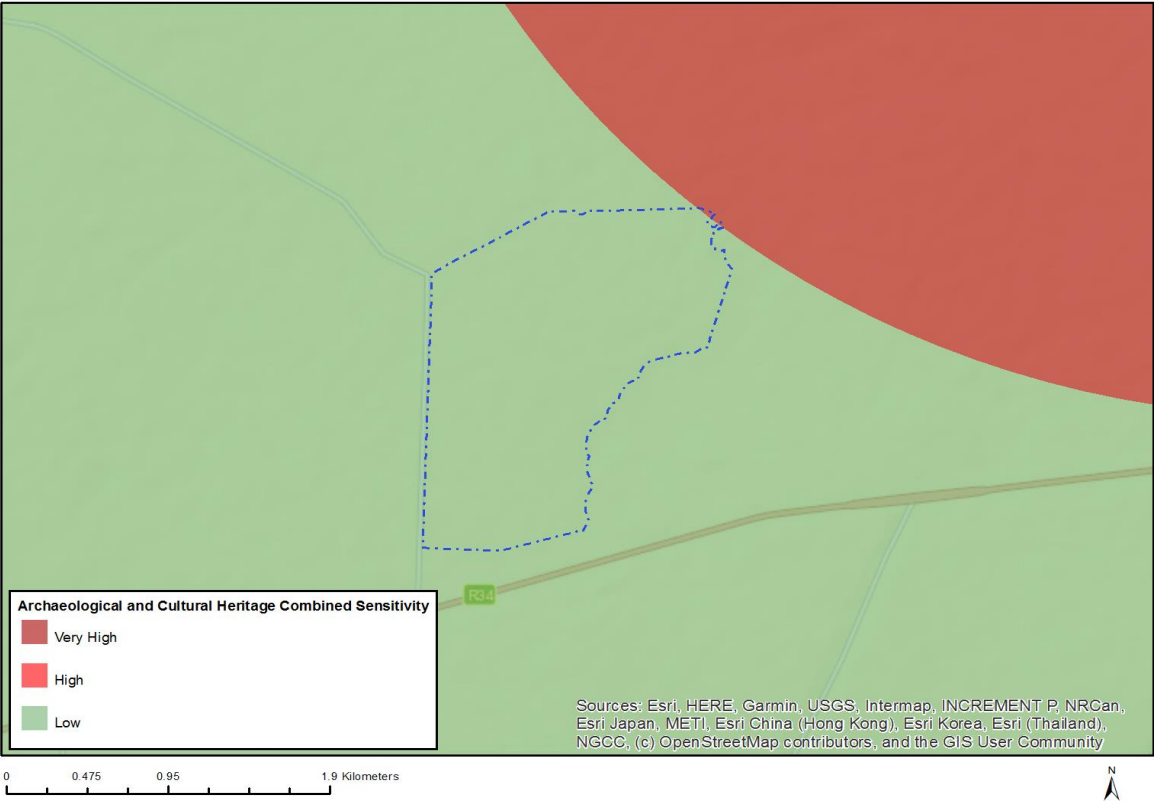 R34
Archaeological and Cultural Heritage Combined Sensitivity
Very High
High
Low
Sources: Esri, HERE, Garmin, USGS, Intermap, INCREMENT P, NRCan,
Esri Japan, METI, Esri China (Hong Kong), Esri Korea, Esri (Thailand),
NGCC, (c) OpenStreetMap contributors, and the GIS User Community
0 0.475 0.95 1.9 Kilometers
N